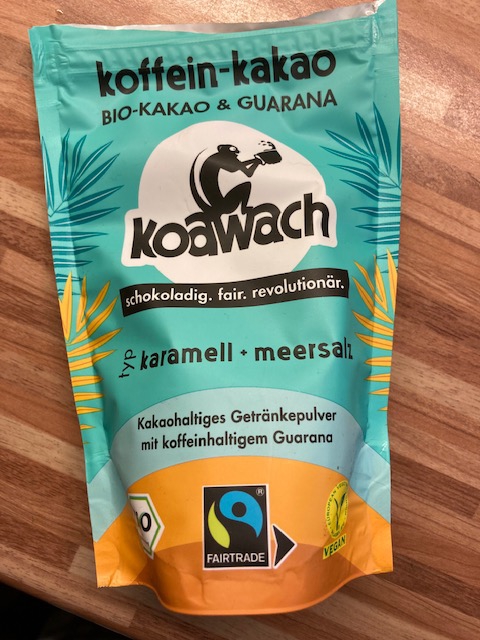 koffein-kakao
BIO-KAKAO & GUARANA
koawach
schokoladig. fair. revolutionär.
typ karamell + meersalz
Kakaohaltiges Getränkepulver
mit koffeinhaltigem Guarana
BIO
®
FAIRTRADE
VEGAN